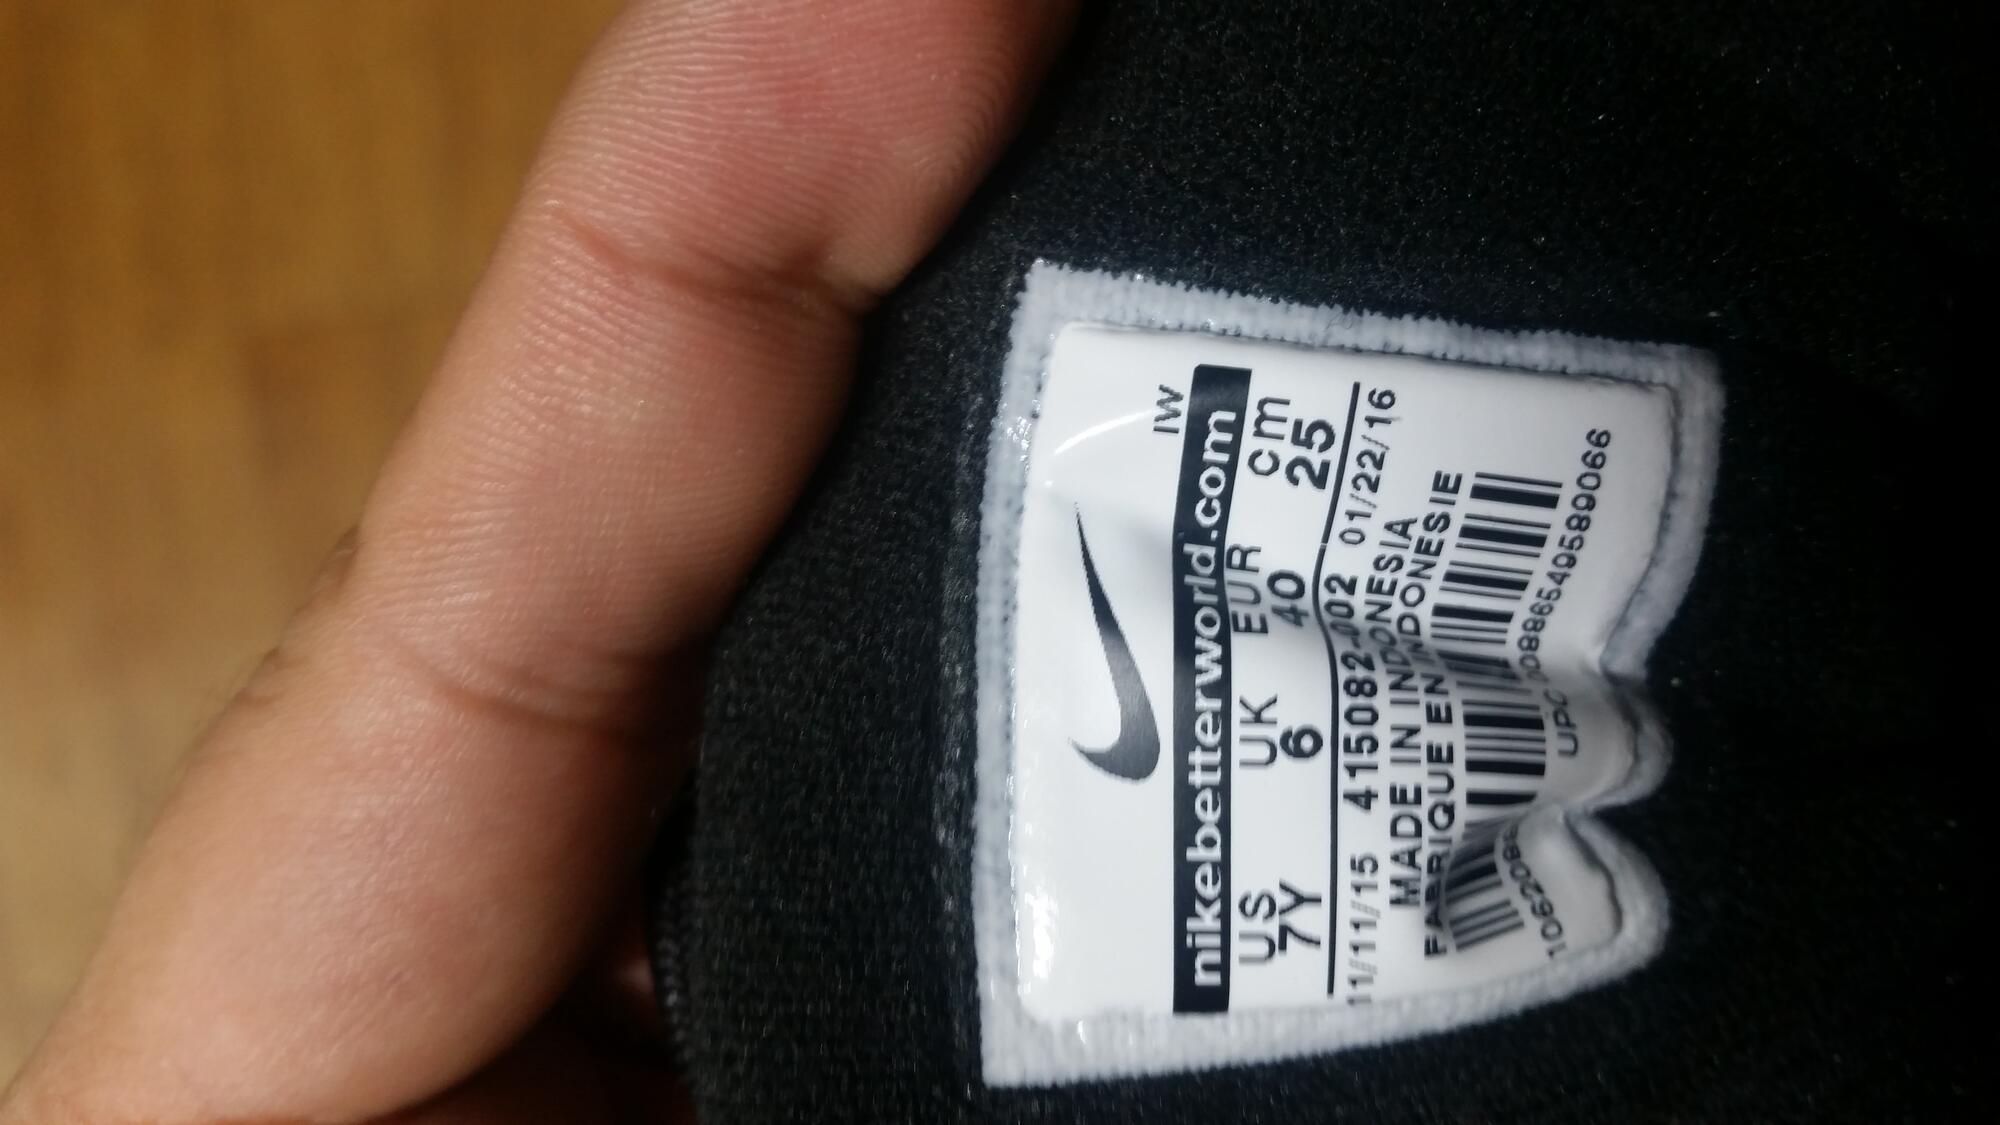 IW
nikebetterworld.com
US UK EUR cm
7Y 6 40 25
11/11/15 415082-002 01/22/16
MADE IN INDONESIA
FABRIQUE EN INDONESIE
UPC 00886549589066